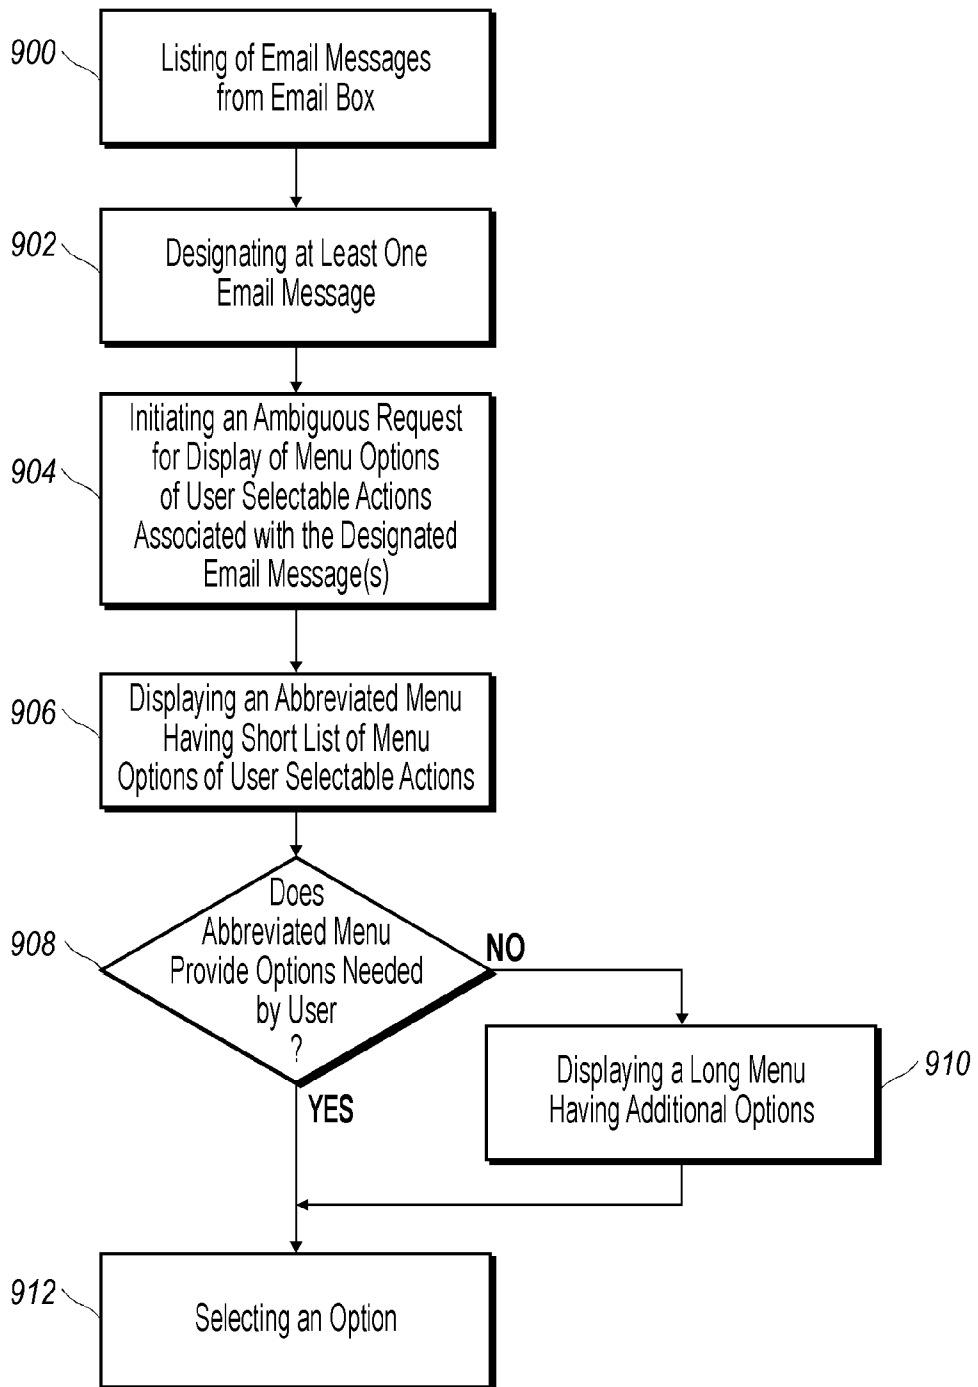 900
Listing of Email Messages
from Email Box
902
Designating at Least One
Email Message
904
Initiating an Ambiguous Request
for Display of Menu Options
of User Selectable Actions
Associated with the Designated
Email Message(s)
906
Displaying an Abbreviated Menu
Having Short List of Menu
Options of User Selectable Actions
908
Does
Abbreviated Menu
Provide Options Needed
by User
?
NO
YES
910
Displaying a Long Menu
Having Additional Options
912
Selecting an Option